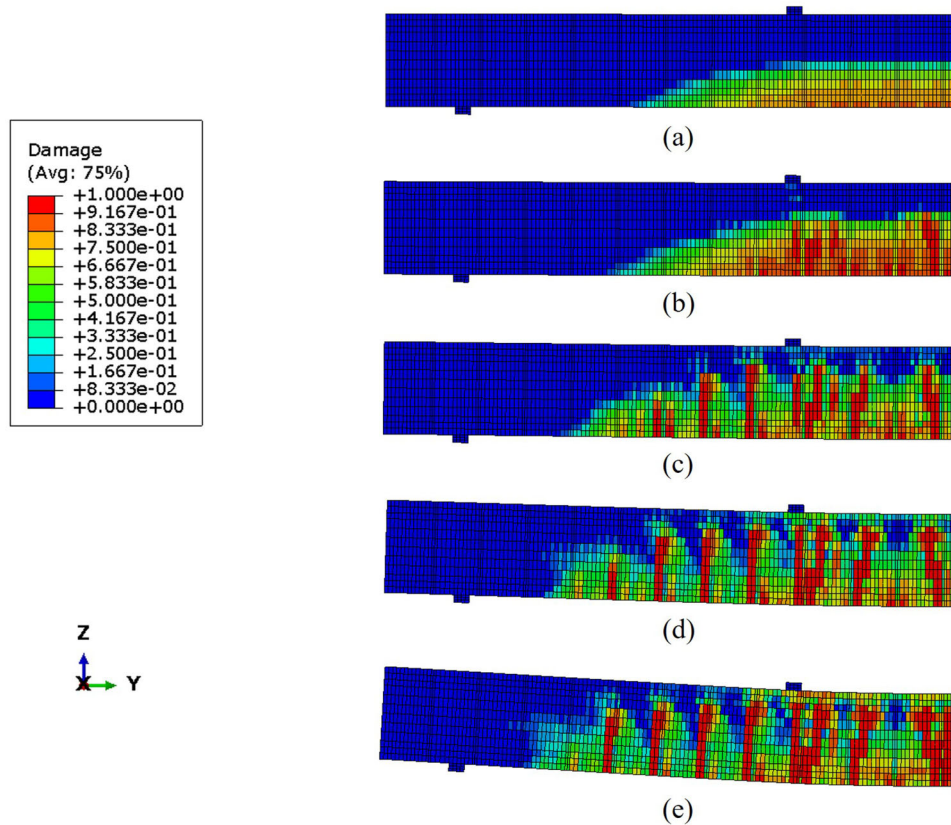 (a)
Damage
(Avg: 75%)
+1.000e+00
+9.167e-01
+8.333e-01
+7.500e-01
+6.667e-01
+5.833e-01
+5.000e-01
+4.167e-01
+3.333e-01
+2.500e-01
+1.667e-01
+8.333e-02
+0.000e+00
(b)
(c)
(d)
Z
X
Y
(e)